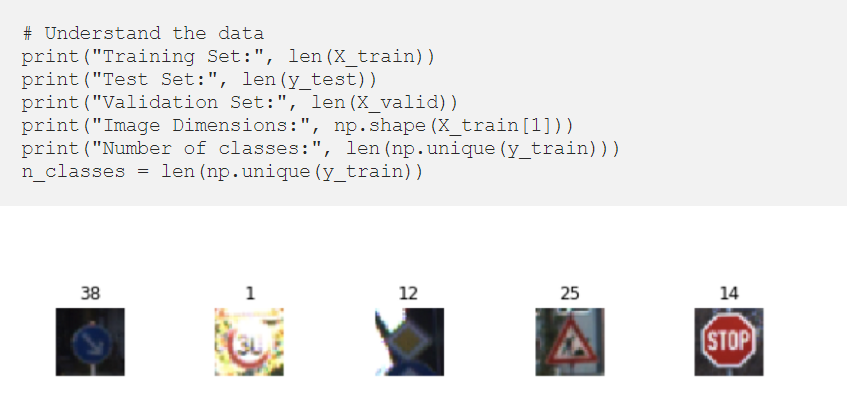 # Understand the data
print("Training Set:", len(X_train))
print("Test Set:", len(y_test))
print("Validation Set:", len(X_valid))
print("Image Dimensions:", np.shape(X_train[1]))
print("Number of classes:", len(np.unique(y_train)))
n_classes = len(np.unique(y_train))
38 1 12 25 14
30 STOP